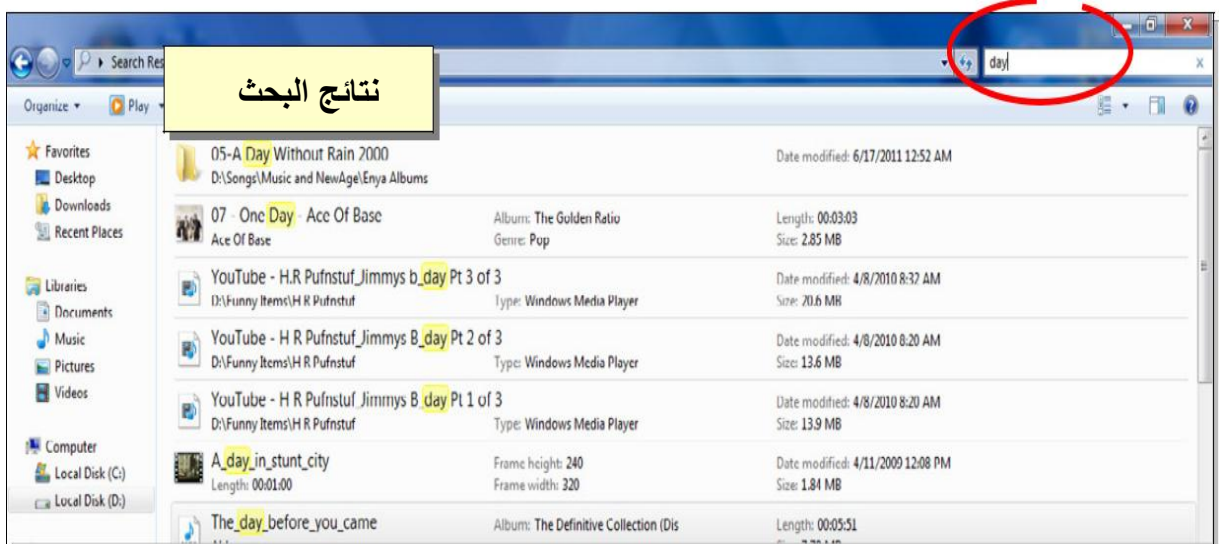 Search Res
day
نتائج البحث
Organize
Play
Favorites
Desktop
Downloads
Recent Places
Libraries
Documents
Music
Pictures
Videos
Computer
Local Disk (C:)
Local Disk (D:)
05-A Day Without Rain 2000
Date modified: 6/17/2011 12:52 AM
D:\Songs\Music and NewAge\Enya Albums
07 - One Day - Ace Of Base
Album: The Golden Ratio
Length: 00:03:03
Ace Of Base
Genre: Pop
Size: 2.85 MB
YouTube - H.R Pufnstuf_Jimmys b_day Pt 3 of 3
Date modified: 4/8/2010 8:32 AM
D:\Funny Items\H R Pufnstuf
Type: Windows Media Player
Size: 20.6 MB
YouTube - H R Pufnstuf_Jimmys B_day Pt 2 of 3
Date modified: 4/8/2010 8:20 AM
D:\Funny Items\H R Pufnstuf
Type: Windows Media Player
Size: 13.6 MB
YouTube - H R Pufnstuf_Jimmys B_day Pt 1 of 3
Date modified: 4/8/2010 8:20 AM
D:\Funny Items\H R Pufnstuf
Type: Windows Media Player
Size: 13.9 MB
A_day_in_stunt_city
Frame height: 240
Date modified: 4/11/2009 12:08 PM
Length: 00:01:00
Frame width: 320
Size: 1.84 MB
The_day_before_you_came
Album: The Definitive Collection (Dis
Length: 00:05:51